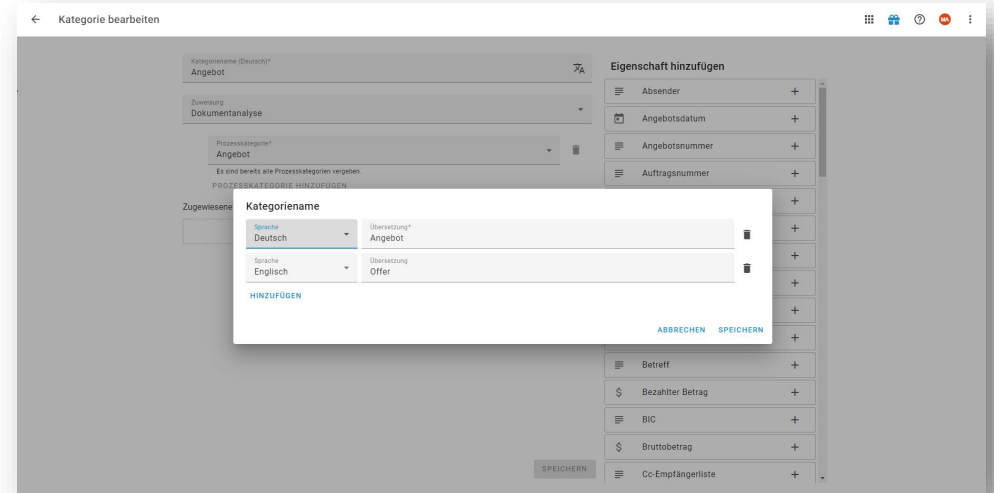 Kategorie bearbeiten
MA
Kategoriename (Deutsch)*
Angebot
Zuweisung
Dokumentanalyse
Prozesskategorie*
Angebot
Es sind bereits alle Prozesskategorien vergeben.
PROZESSKATEGORIE HINZUFÜGEN
Zugewiesene
Eigenschaft hinzufügen
Absender
Angebotsdatum
Angebotsnummer
Auftragsnummer
Kategoriename
Sprache
Deutsch
Übersetzung*
Angebot
Sprache
Englisch
Übersetzung
Offer
HINZUFÜGEN
ABBRECHEN SPEICHERN
Betreff
Bezahlter Betrag
BIC
Bruttobetrag
Cc-Empfängerliste
SPEICHERN